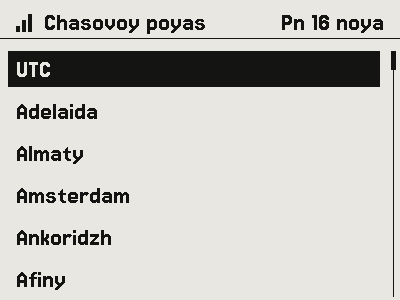 Chasovoy poyas Pn 16 noya
UTC
Adelaida
Almaty
Amsterdam
Ankoridzh
Afiny